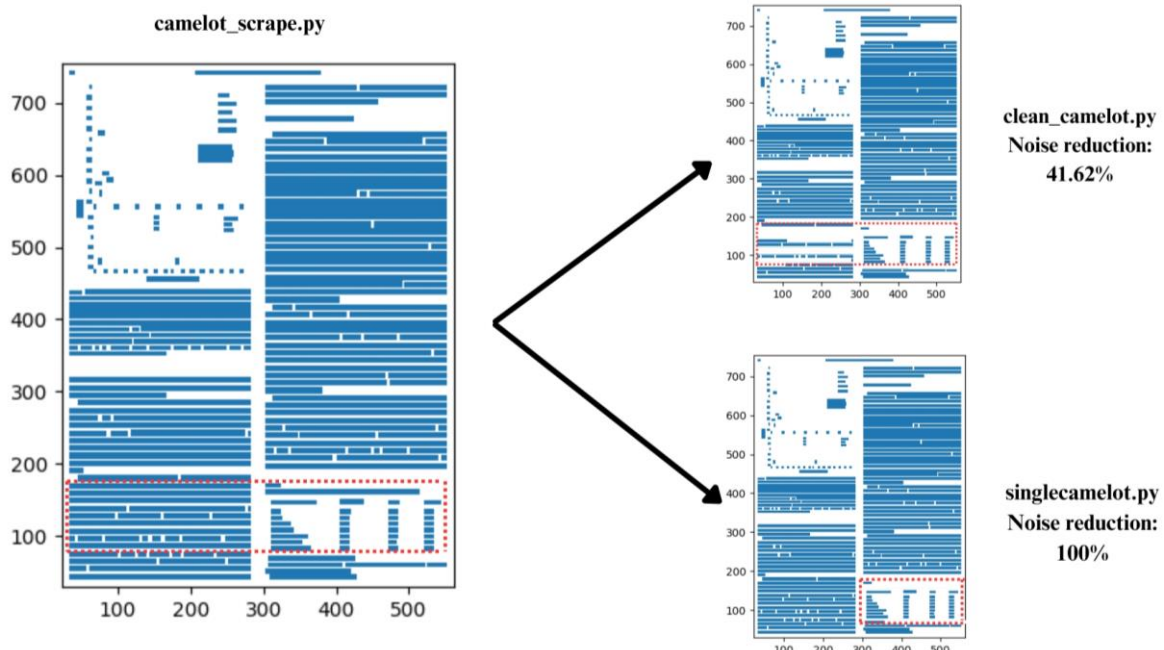 camelot_scrape.py
700
600
500
400
300
200
100
100 200 300 400 500
700
600
500
400
300
200
100
100 200 300 400 500
clean_camelot.py
Noise reduction:
41.62%
700
600
500
400
300
200
100
100 200 300 400 500
singlecamelot.py
Noise reduction:
100%